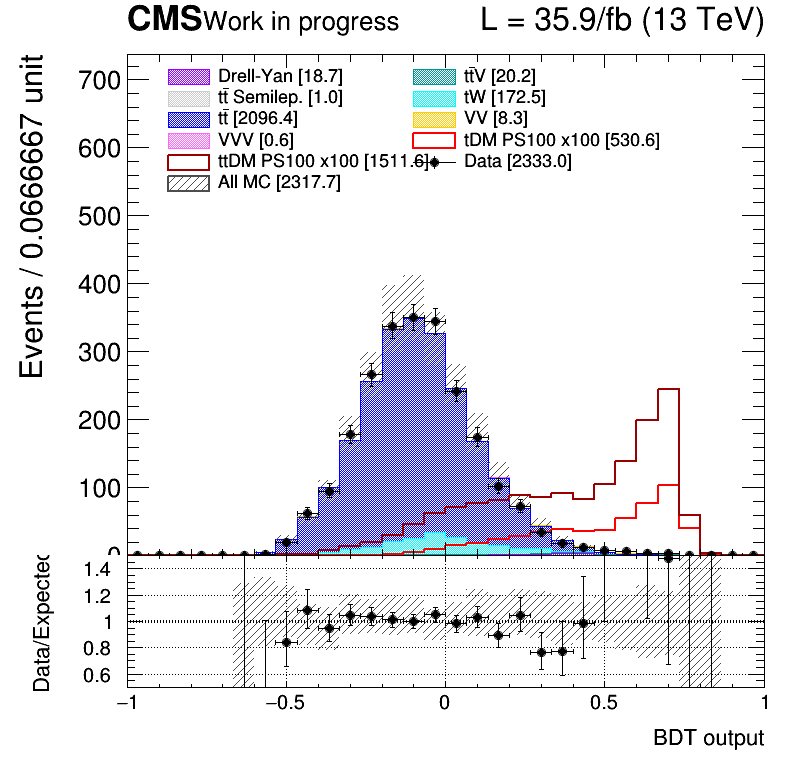 CMS Work in progress L = 35.9/fb (13 TeV)
Events / 0.0666667 unit
700
600
500
400
300
200
100
0
Drell-Yan [18.7] tt̄V [20.2]
tt̄ Semilep. [1.0] tW [172.5]
tt̄ [2096.4] VV [8.3]
VVV [0.6] tDM PS100 x100 [530.6]
ttDM PS100 x100 [1511.6] Data [2333.0]
All MC [2317.7]
Data/Expected
1.4
1.2
1
0.8
0.6
−1 −0.5 0 0.5 1
BDT output